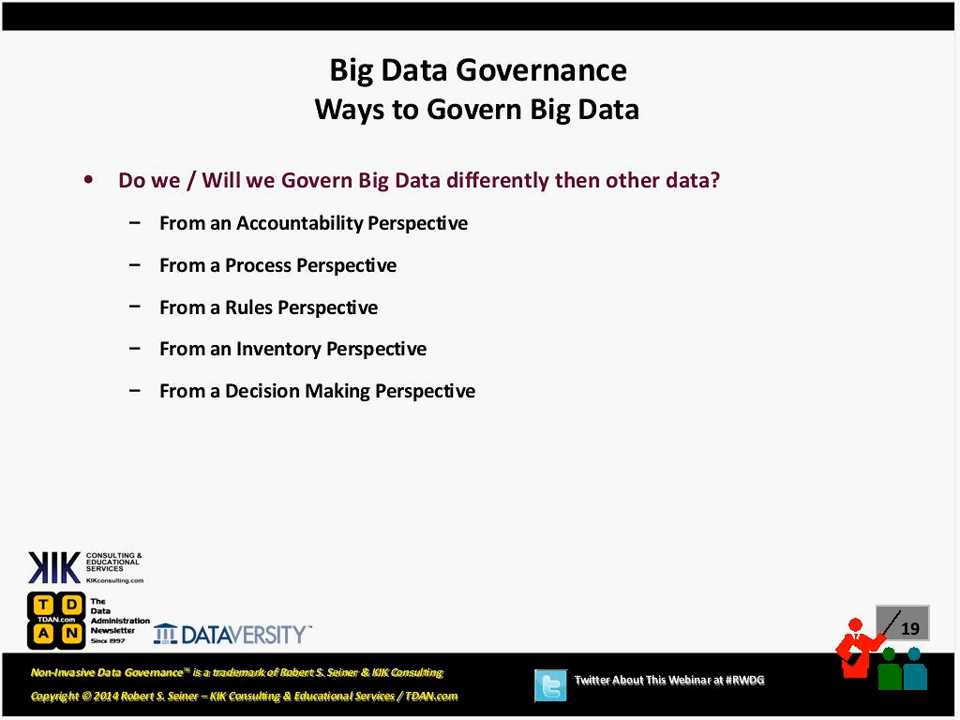 Big Data Governance
Ways to Govern Big Data
• Do we / Will we Govern Big Data differently then other data?
– From an Accountability Perspective
– From a Process Perspective
– From a Rules Perspective
– From an Inventory Perspective
– From a Decision Making Perspective
KIK CONSULTING &
EDUCATIONAL
SERVICES
KIKconsulting.com
T D
TDAN.com
A N
The
Data
Administration
Newsletter
Since 1997
DATAVERSITY™
19
Non-Invasive Data Governance™ is a trademark of Robert S. Seiner & KIK Consulting
Copyright © 2014 Robert S. Seiner – KIK Consulting & Educational Services / TDAN.com
Twitter About This Webinar at #RWDG